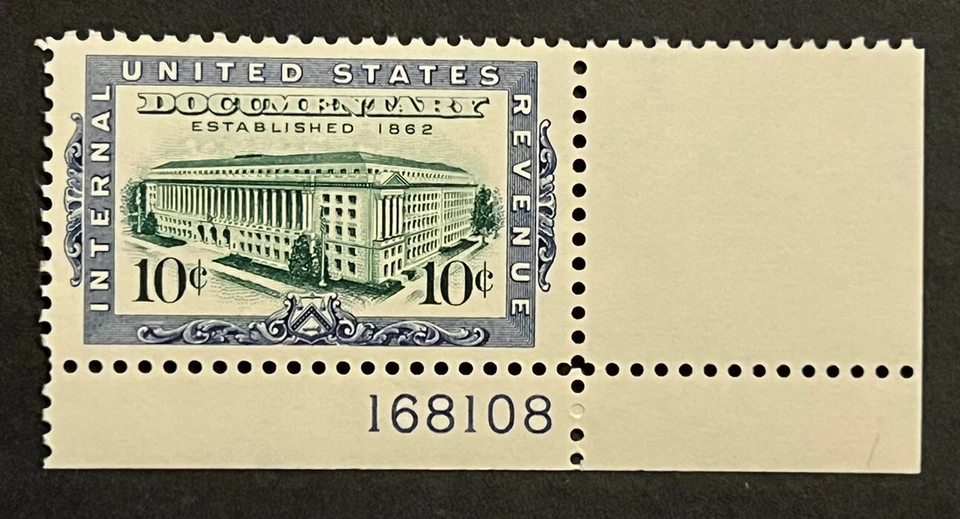 UNITED STATES
INTERNAL
REVENUE
DOCUMENTARY
ESTABLISHED 1862
10¢
10¢
168108